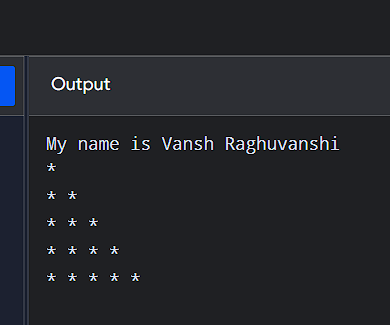 Output
My name is Vansh Raghuvanshi
*
* *
* * *
* * * *
* * * * *